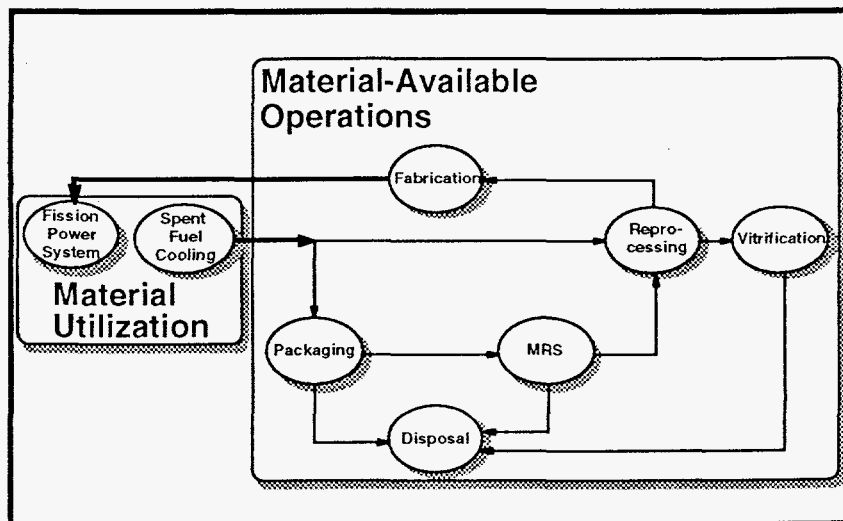 Material-Available
Operations
Fabrication
Fission
Power
System
Spent
Fuel
Cooling
Repro-
cessing
Vitrification
Material
Utilization
Packaging
MRS
Disposal